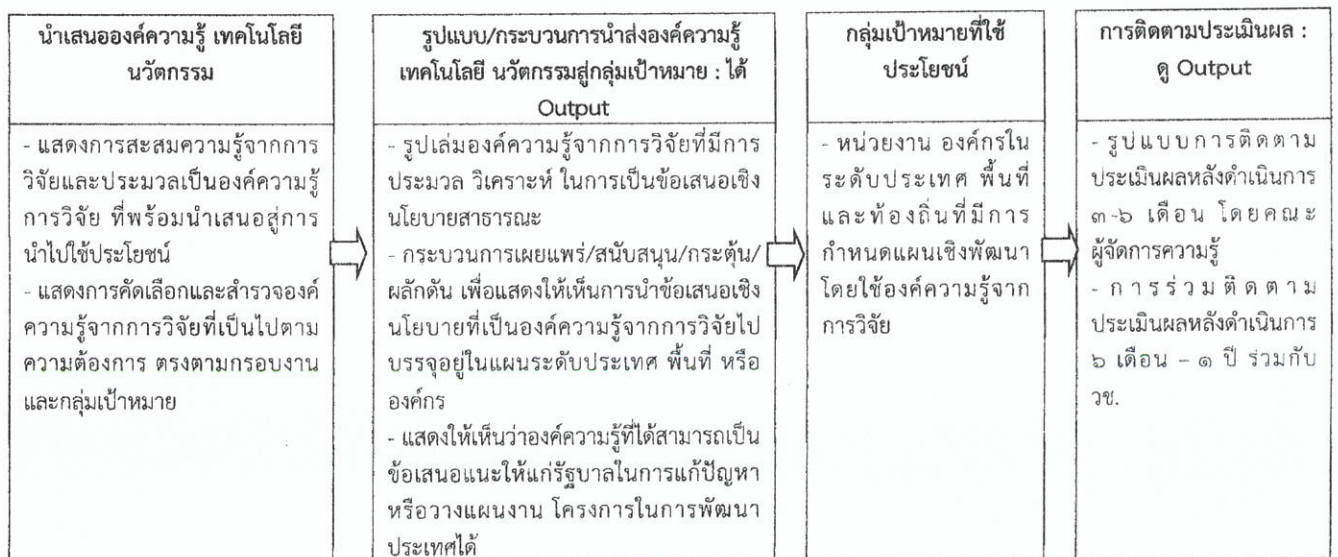 นำเสนอองค์ความรู้ เทคโนโลยี
นวัตกรรม
- แสดงการสะสมความรู้จากการ
วิจัยและประมวลเป็นองค์ความรู้
การวิจัย ที่พร้อมนำเสนอสู่การ
นำไปใช้ประโยชน์
- แสดงการคัดเลือกและสำรวจองค์
ความรู้จากการวิจัยที่เป็นไปตาม
ความต้องการ ตรงตามกรอบงาน
และกลุ่มเป้าหมาย
รูปแบบ/กระบวนการนำส่งองค์ความรู้
เทคโนโลยี นวัตกรรมสู่กลุ่มเป้าหมาย : ได้
Output
- รูปเล่มองค์ความรู้จากการวิจัยที่มีการ
ประมวล วิเคราะห์ ในการเป็นข้อเสนอเชิง
นโยบายสาธารณะ
- กระบวนการเผยแพร่/สนับสนุน/กระตุ้น/
ผลักดัน เพื่อแสดงให้เห็นการนำข้อเสนอเชิง
นโยบายที่เป็นองค์ความรู้จากการวิจัยไป
บรรจุอยู่ในแผนระดับประเทศ พื้นที่ หรือ
องค์กร
- แสดงให้เห็นว่าองค์ความรู้ที่ได้สามารถเป็น
ข้อเสนอแนะให้แก่รัฐบาลในการแก้ปัญหา
หรือวางแผนงาน โครงการในการพัฒนา
ประเทศได้
กลุ่มเป้าหมายที่ใช้
ประโยชน์
- หน่วยงาน องค์กรใน
ระดับประเทศ พื้นที่
และท้องถิ่นที่มีการ
กำหนดแผนเชิงพัฒนา
โดยใช้องค์ความรู้จาก
การวิจัย
การติดตามประเมินผล :
ดู Output
- รูปแบบการติดตาม
ประเมินผลหลังดำเนินการ
๓-๖ เดือน โดยคณะ
ผู้จัดการความรู้
- การร่วมติดตาม
ประเมินผลหลังดำเนินการ
๖ เดือน – ๑ ปี ร่วมกับ
วช.